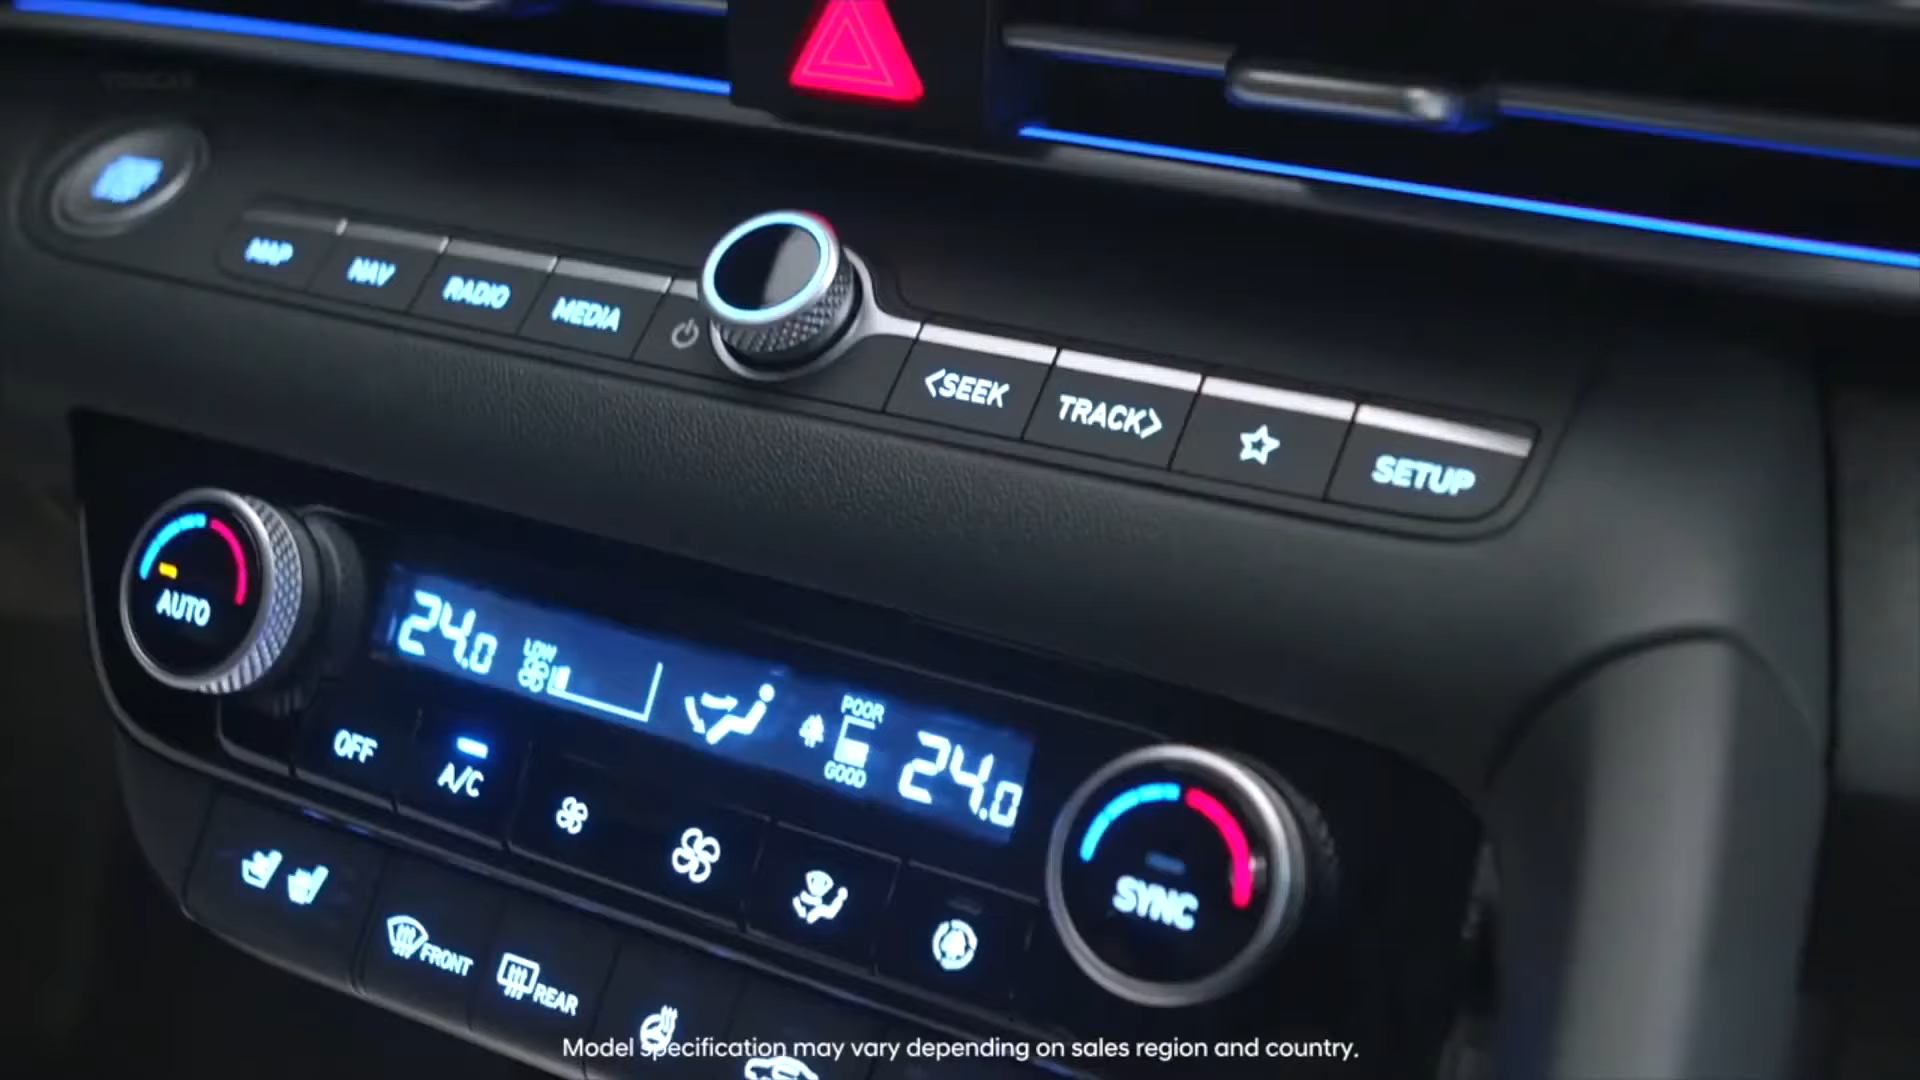 MAP
NAV
RADIO
MEDIA
<SEEK
TRACK>
SETUP
AUTO
24.0
LOW
POOR
GOOD
24.0
OFF
A/C
SYNC
FRONT
REAR
Model specification may vary depending on sales region and country.